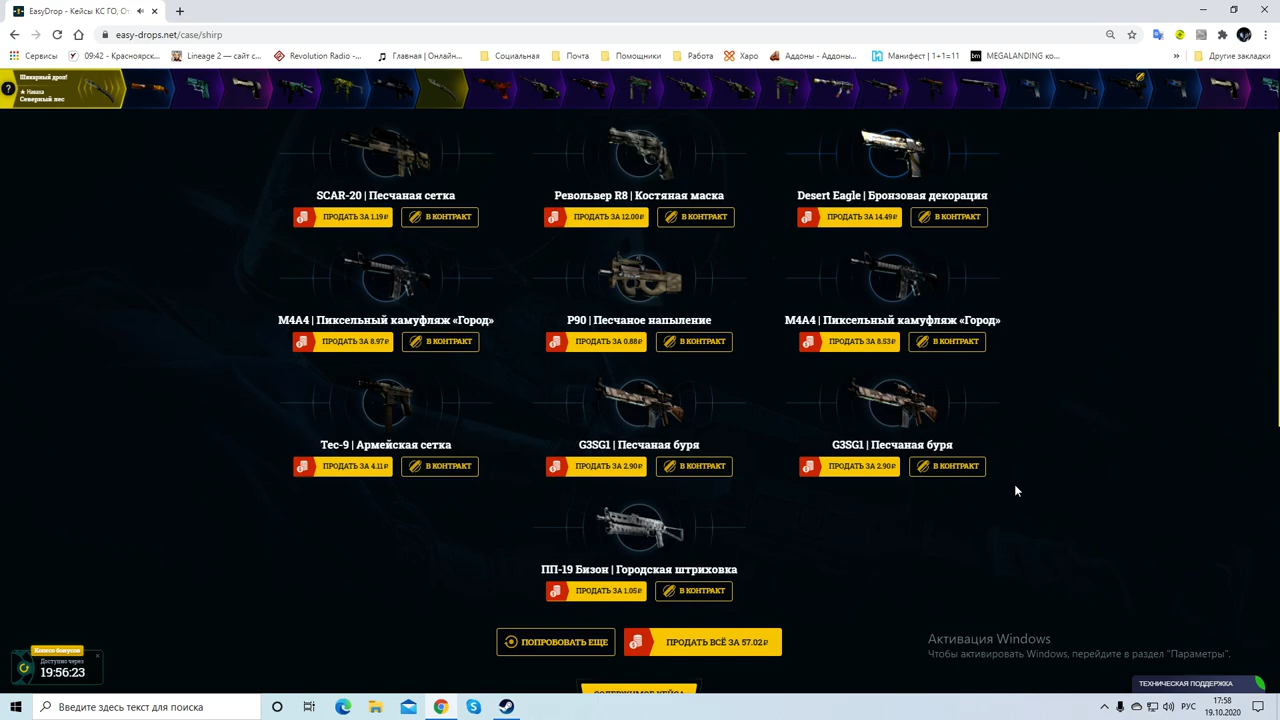 EasyDrop - Кейсы КС ГО, От
easy-drops.net/case/shirp
Сервисы
09:42 - Красноярск...
Lineage 2 — сайт с...
Revolution Radio -...
Главная | Онлайн...
Социальная
Почта
Помощники
Работа
Харо
Аддоны - Аддоны...
Манифест | 1+1=11
MEGALANDING ко...
»
Другие закладки
?
Шикарный дроп!
★ Наваха
Северный лес
SCAR-20 | Песчаная сетка
Револьвер R8 | Костяная маска
Desert Eagle | Бронзовая декорация
ПРОДАТЬ ЗА 1.19₽
В КОНТРАКТ
ПРОДАТЬ ЗА 12.00₽
В КОНТРАКТ
ПРОДАТЬ ЗА 14.49₽
В КОНТРАКТ
M4A4 | Пиксельный камуфляж «Город»
P90 | Песчаное напыление
M4A4 | Пиксельный камуфляж «Город»
ПРОДАТЬ ЗА 8.97₽
В КОНТРАКТ
ПРОДАТЬ ЗА 0.88₽
В КОНТРАКТ
ПРОДАТЬ ЗА 8.53₽
В КОНТРАКТ
Tec-9 | Армейская сетка
G3SG1 | Песчаная буря
G3SG1 | Песчаная буря
ПРОДАТЬ ЗА 4.11₽
В КОНТРАКТ
ПРОДАТЬ ЗА 2.90₽
В КОНТРАКТ
ПРОДАТЬ ЗА 2.90₽
В КОНТРАКТ
ПП-19 Бизон | Городская штриховка
ПРОДАТЬ ЗА 1.05₽
В КОНТРАКТ
ПОПРОБОВАТЬ ЕЩЕ
ПРОДАТЬ ВСЁ ЗА 57.02₽
СОДЕРЖИМОЕ КЕЙСА
Колесо бонусов
Доступно через
19:56:23
Активация Windows
Чтобы активировать Windows, перейдите в раздел "Параметры".
ТЕХНИЧЕСКАЯ ПОДДЕРЖКА
Введите здесь текст для поиска
РУС
17:58
19.10.2020